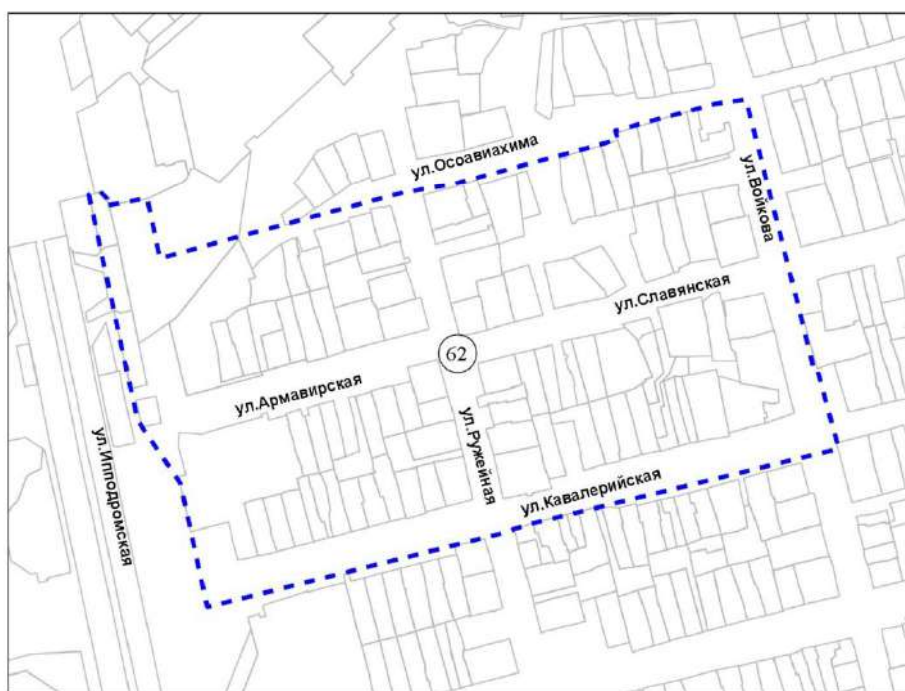 ул.Осоавиахима
ул.Войкова
ул.Славянская
62
ул.Армавирская
ул.Ружейная
ул.Ипподромская
ул.Кавалерийская